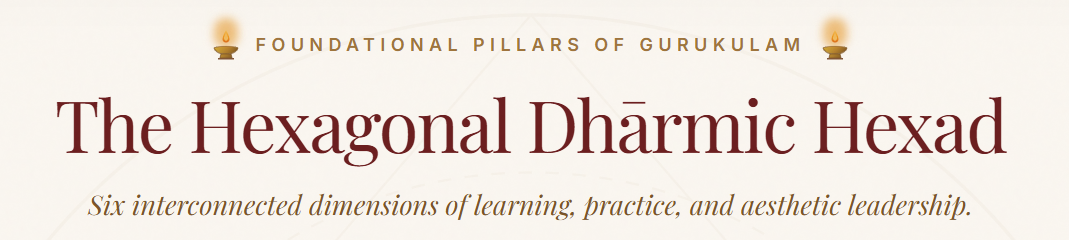 FOUNDATIONAL PILLARS OF GURUKULAM
The Hexagonal Dhārmic Hexad
Six interconnected dimensions of learning, practice, and aesthetic leadership.